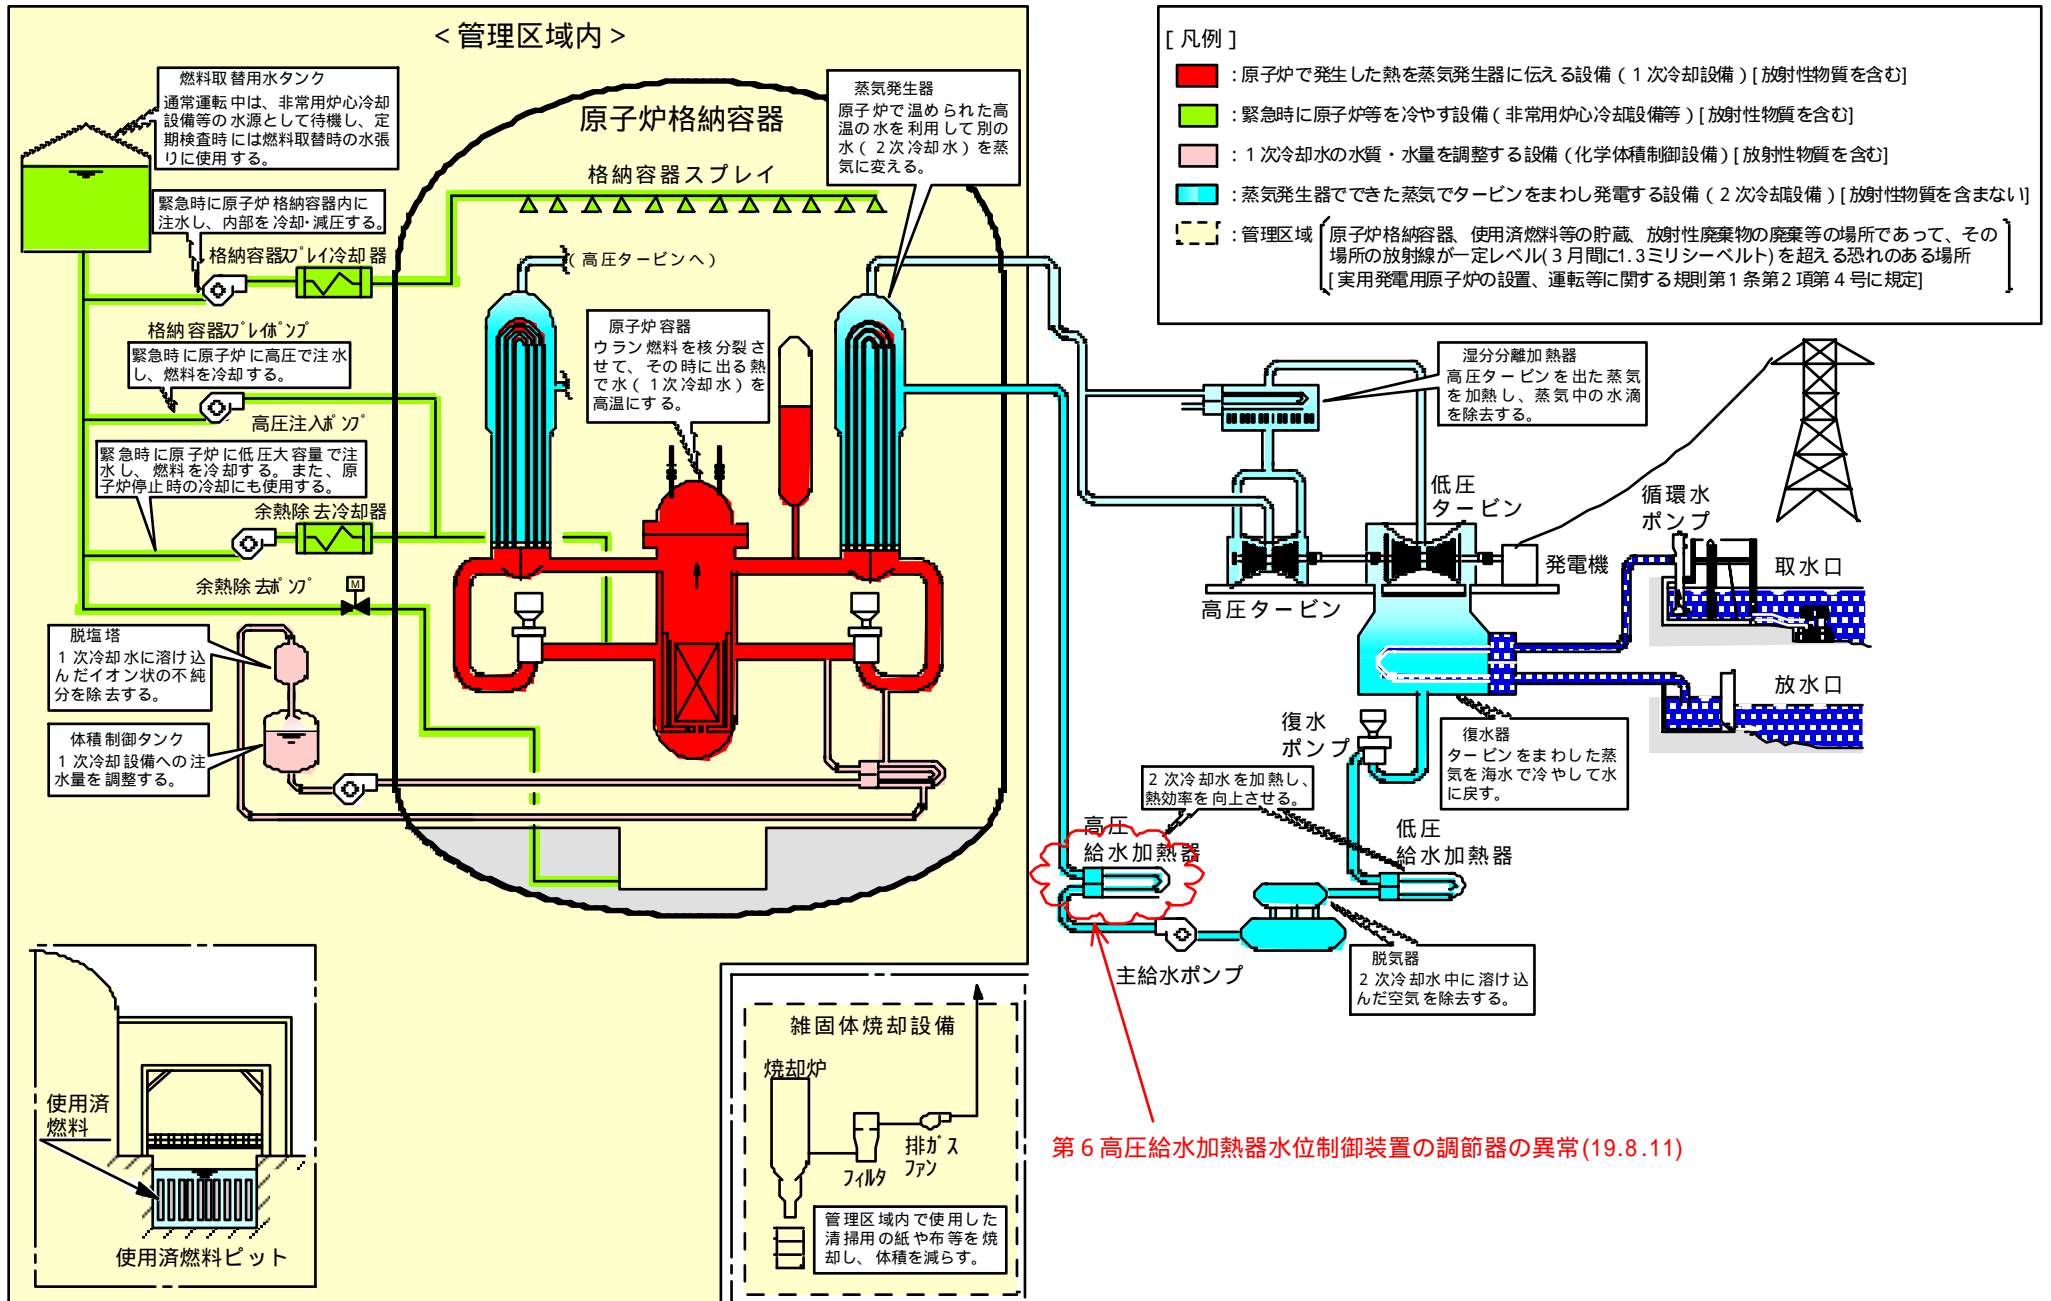 <管理区域内>
燃料取替用水タンク
通常運転中は、非常用炉心冷却
設備等の水源として待機し、定
期検査時には燃料取替時の水張
りに使用する。
原子炉格納容器
蒸気発生器
原子炉で温められた高
温の水を利用して別の
水(2次冷却水)を蒸
気に変える。
格納容器スプレイ
緊急時に原子炉格納容器内に
注水し、内部を冷却・減圧する。
格納容器スプレイ冷却器
(高圧タービンへ)
格納容器スプレイポンプ
緊急時に原子炉に高圧で注水
し、燃料を冷却する。
高圧注入ポンプ
原子炉容器
ウラン燃料を核分裂さ
せて、その時に出る熱
で水(1次冷却水)を
高温にする。
緊急時に原子炉に低圧大容量で注
水し、燃料を冷却する。また、原
子炉停止時の冷却にも使用する。
余熱除去冷却器
余熱除去ポンプ
M
脱塩塔
1次冷却水に溶け込
んだイオン状の不純
分を除去する。
体積制御タンク
1次冷却設備への注
水量を調整する。
[凡例]
:原子炉で発生した熱を蒸気発生器に伝える設備(1次冷却設備)[放射性物質を含む]
:緊急時に原子炉等を冷やす設備(非常用炉心冷却設備等)[放射性物質を含む]
:1次冷却水の水質・水量を調整する設備(化学体積制御設備)[放射性物質を含む]
:蒸気発生器でできた蒸気でタービンをまわし発電する設備(2次冷却設備)[放射性物質を含まない]
:管理区域 原子炉格納容器、使用済燃料等の貯蔵、放射性廃棄物の廃棄等の場所であって、その
場所の放射線が一定レベル(3月間に1.3ミリシーベルト)を超える恐れのある場所
[実用発電用原子炉の設置、運転等に関する規則第1条第2項第4号に規定]
湿分分離加熱器
高圧タービンを出た蒸気
を加熱し、蒸気中の水滴
を除去する。
低圧
タービン
循環水
ポンプ
発電機
取水口
高圧タービン
放水口
復水
ポンプ
復水器
タービンをまわした蒸
気を海水で冷やして水
に戻す。
2次冷却水を加熱し、
熱効率を向上させる。
高圧
給水加熱器
低圧
給水加熱器
主給水ポンプ
脱気器
2次冷却水中に溶け込
んだ空気を除去する。
第6高圧給水加熱器水位制御装置の調節器の異常(19.8.11)
雑固体焼却設備
焼却炉
フィルタ
排ガス
ファン
管理区域内で使用した
清掃用の紙や布等を焼
却し、体積を減らす。
使用済
燃料
使用済燃料ピット